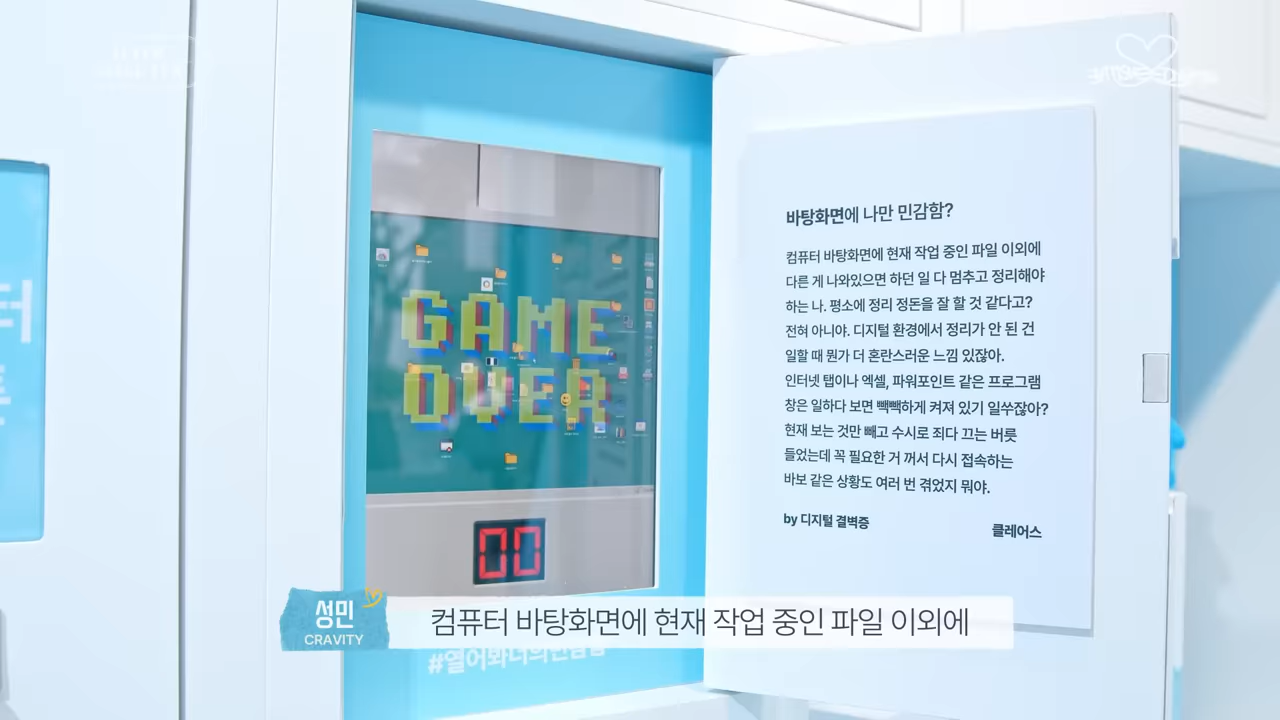 터
GAME
OVER
00
바탕화면에 나만 민감함?
컴퓨터 바탕화면에 현재 작업 중인 파일 이외에
다른 게 나와있으면 하던 일 다 멈추고 정리해야
하는 나. 평소에 정리 정돈을 잘 할 것 같다고?
전혀 아니야. 디지털 환경에서 정리가 안 된 건
일할 때 뭔가 더 혼란스러운 느낌 있잖아.
인터넷 탭이나 엑셀, 파워포인트 같은 프로그램
창은 일하다 보면 빽빽하게 켜져 있기 일쑤잖아?
현재 보는 것만 빼고 수시로 죄다 끄는 버릇
들었는데 꼭 필요한 거 꺼서 다시 접속하는
바보 같은 상황도 여러 번 겪었지 뭐야.
by 디지털 결벽증
클레어스
성민
CRAVITY
컴퓨터 바탕화면에 현재 작업 중인 파일 이외에
#열어봐너의민감함